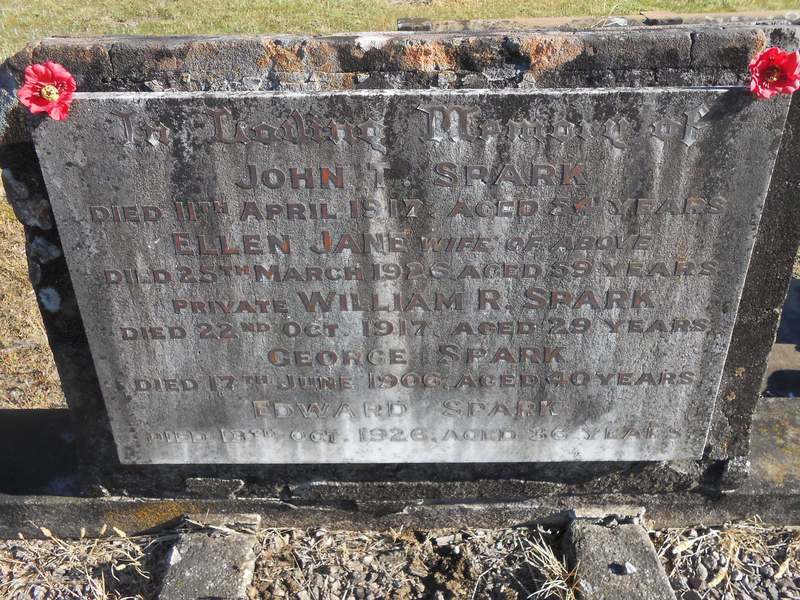 In Loving Memory of
JOHN T. SPARK
DIED 11TH APRIL 1917, AGED 54 YEARS
ELLEN JANE WIFE OF ABOVE
DIED 25TH MARCH 1926, AGED 59 YEARS
PRIVATE WILLIAM R. SPARK
DIED 22ND OCT. 1917, AGED 29 YEARS
GEORGE SPARK
DIED 17TH JUNE 1906, AGED YEARS
EDWARD SPARK
DIED 13TH OCT. 1926, AGED 36 YEARS